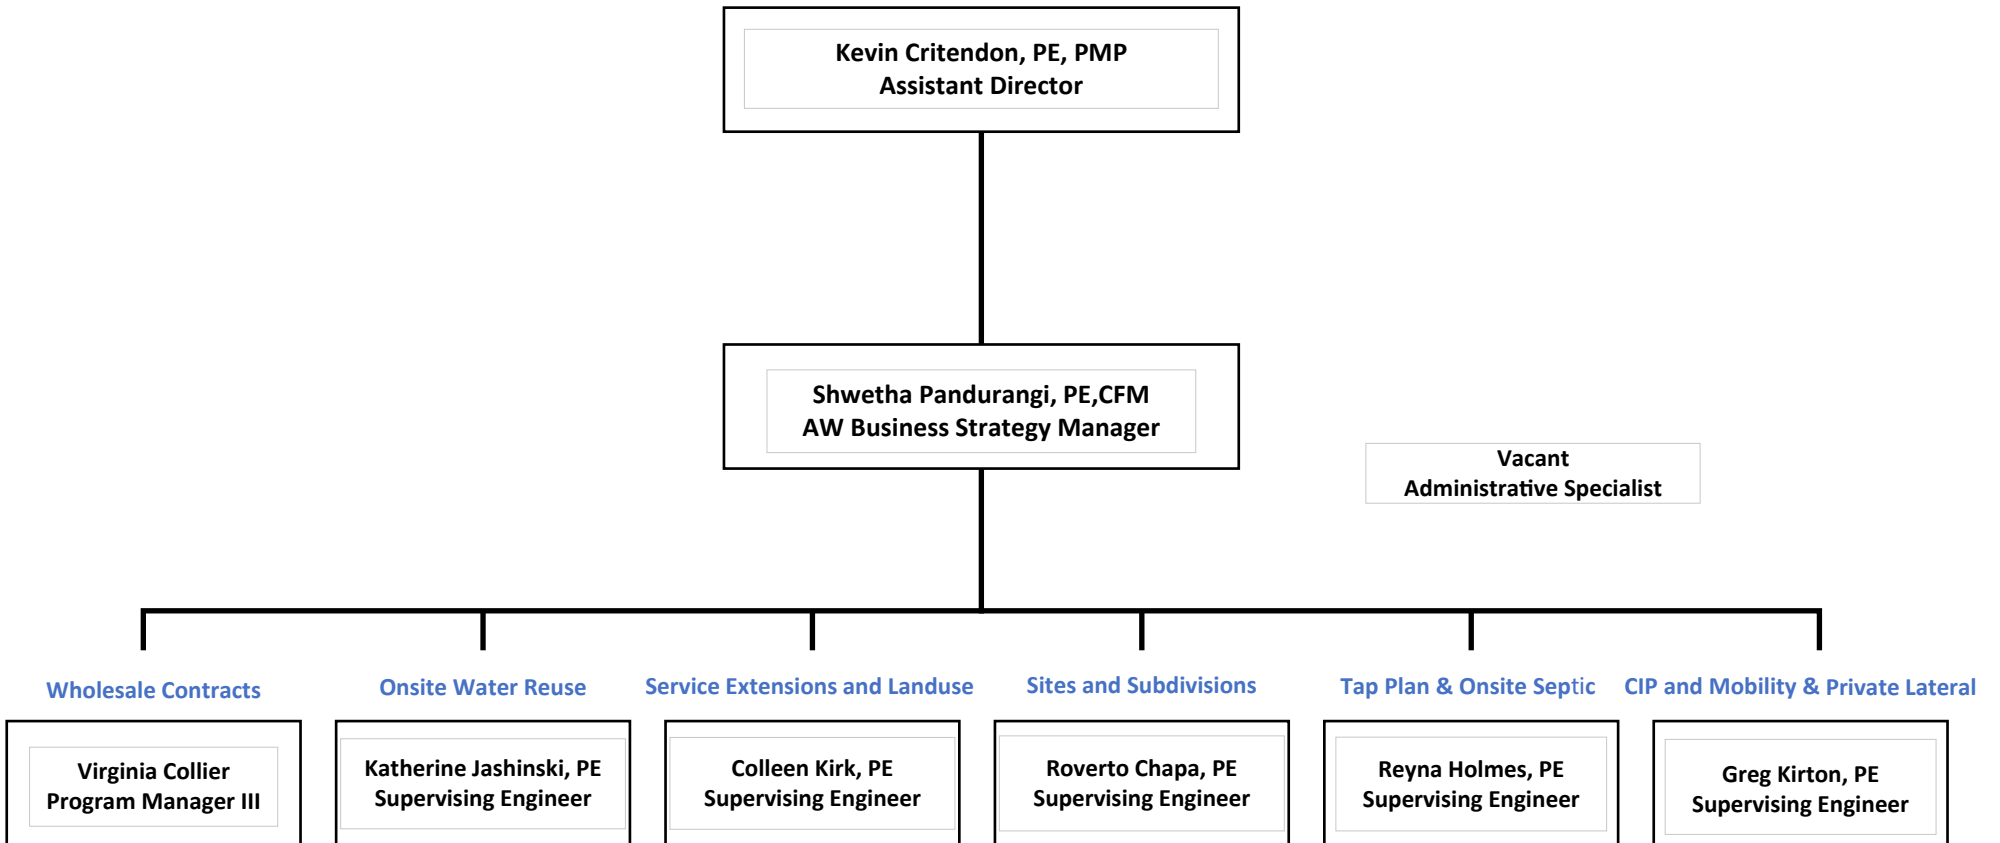 Kevin Critendon, PE, PMP
Assistant Director
Shwetha Pandurangi, PE,CFM
AW Business Strategy Manager
Vacant
Administrative Specialist
Wholesale Contracts
Onsite Water Reuse
Service Extensions and Landuse
Sites and Subdivisions
Tap Plan & Onsite Septic
CIP and Mobility & Private Lateral
Virginia Collier
Program Manager III
Katherine Jashinski, PE
Supervising Engineer
Colleen Kirk, PE
Supervising Engineer
Roverto Chapa, PE
Supervising Engineer
Reyna Holmes, PE
Supervising Engineer
Greg Kirton, PE
Supervising Engineer